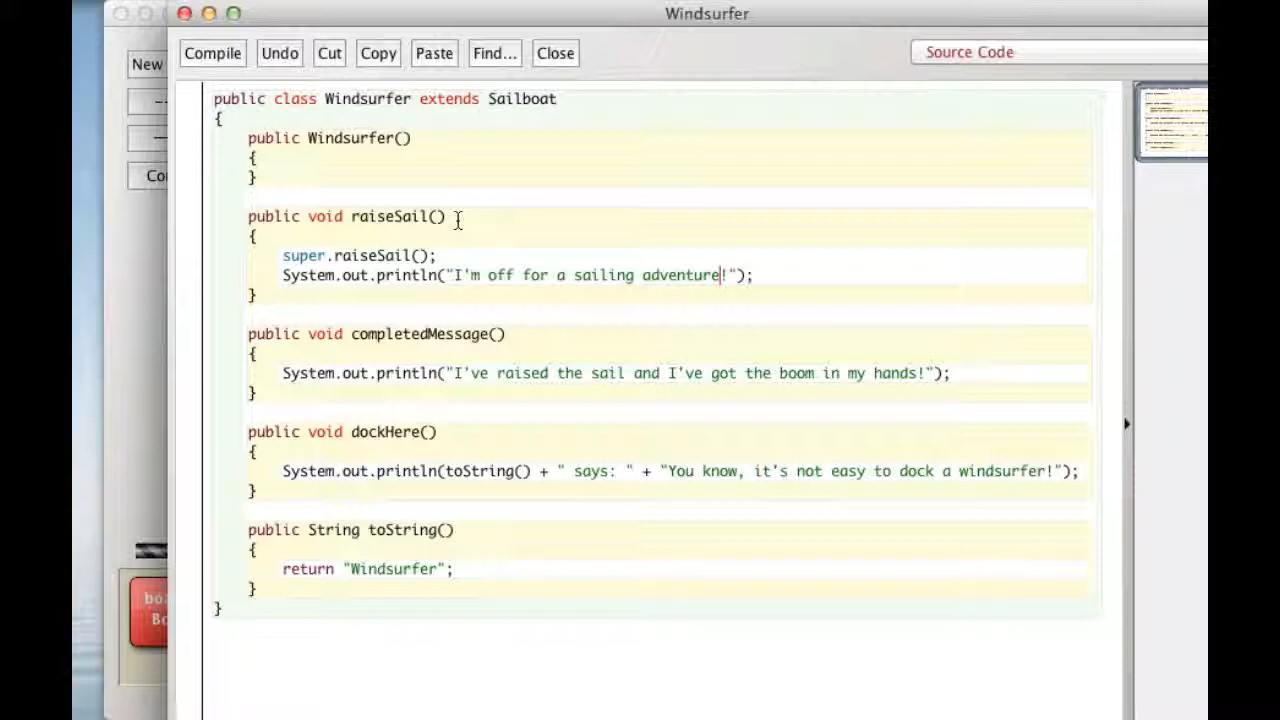 Windsurfer
New
Compile Undo Cut Copy Paste Find... Close Source Code
public class Windsurfer extends Sailboat
{
public Windsurfer()
{
}
public void raiseSail()
{
super.raiseSail();
System.out.println("I'm off for a sailing adventure!");
}
public void completedMessage()
{
System.out.println("I've raised the sail and I've got the boom in my hands!");
}
public void dockHere()
{
System.out.println(toString() + " says: " + "You know, it's not easy to dock a windsurfer!");
}
public String toString()
{
return "Windsurfer";
}
}